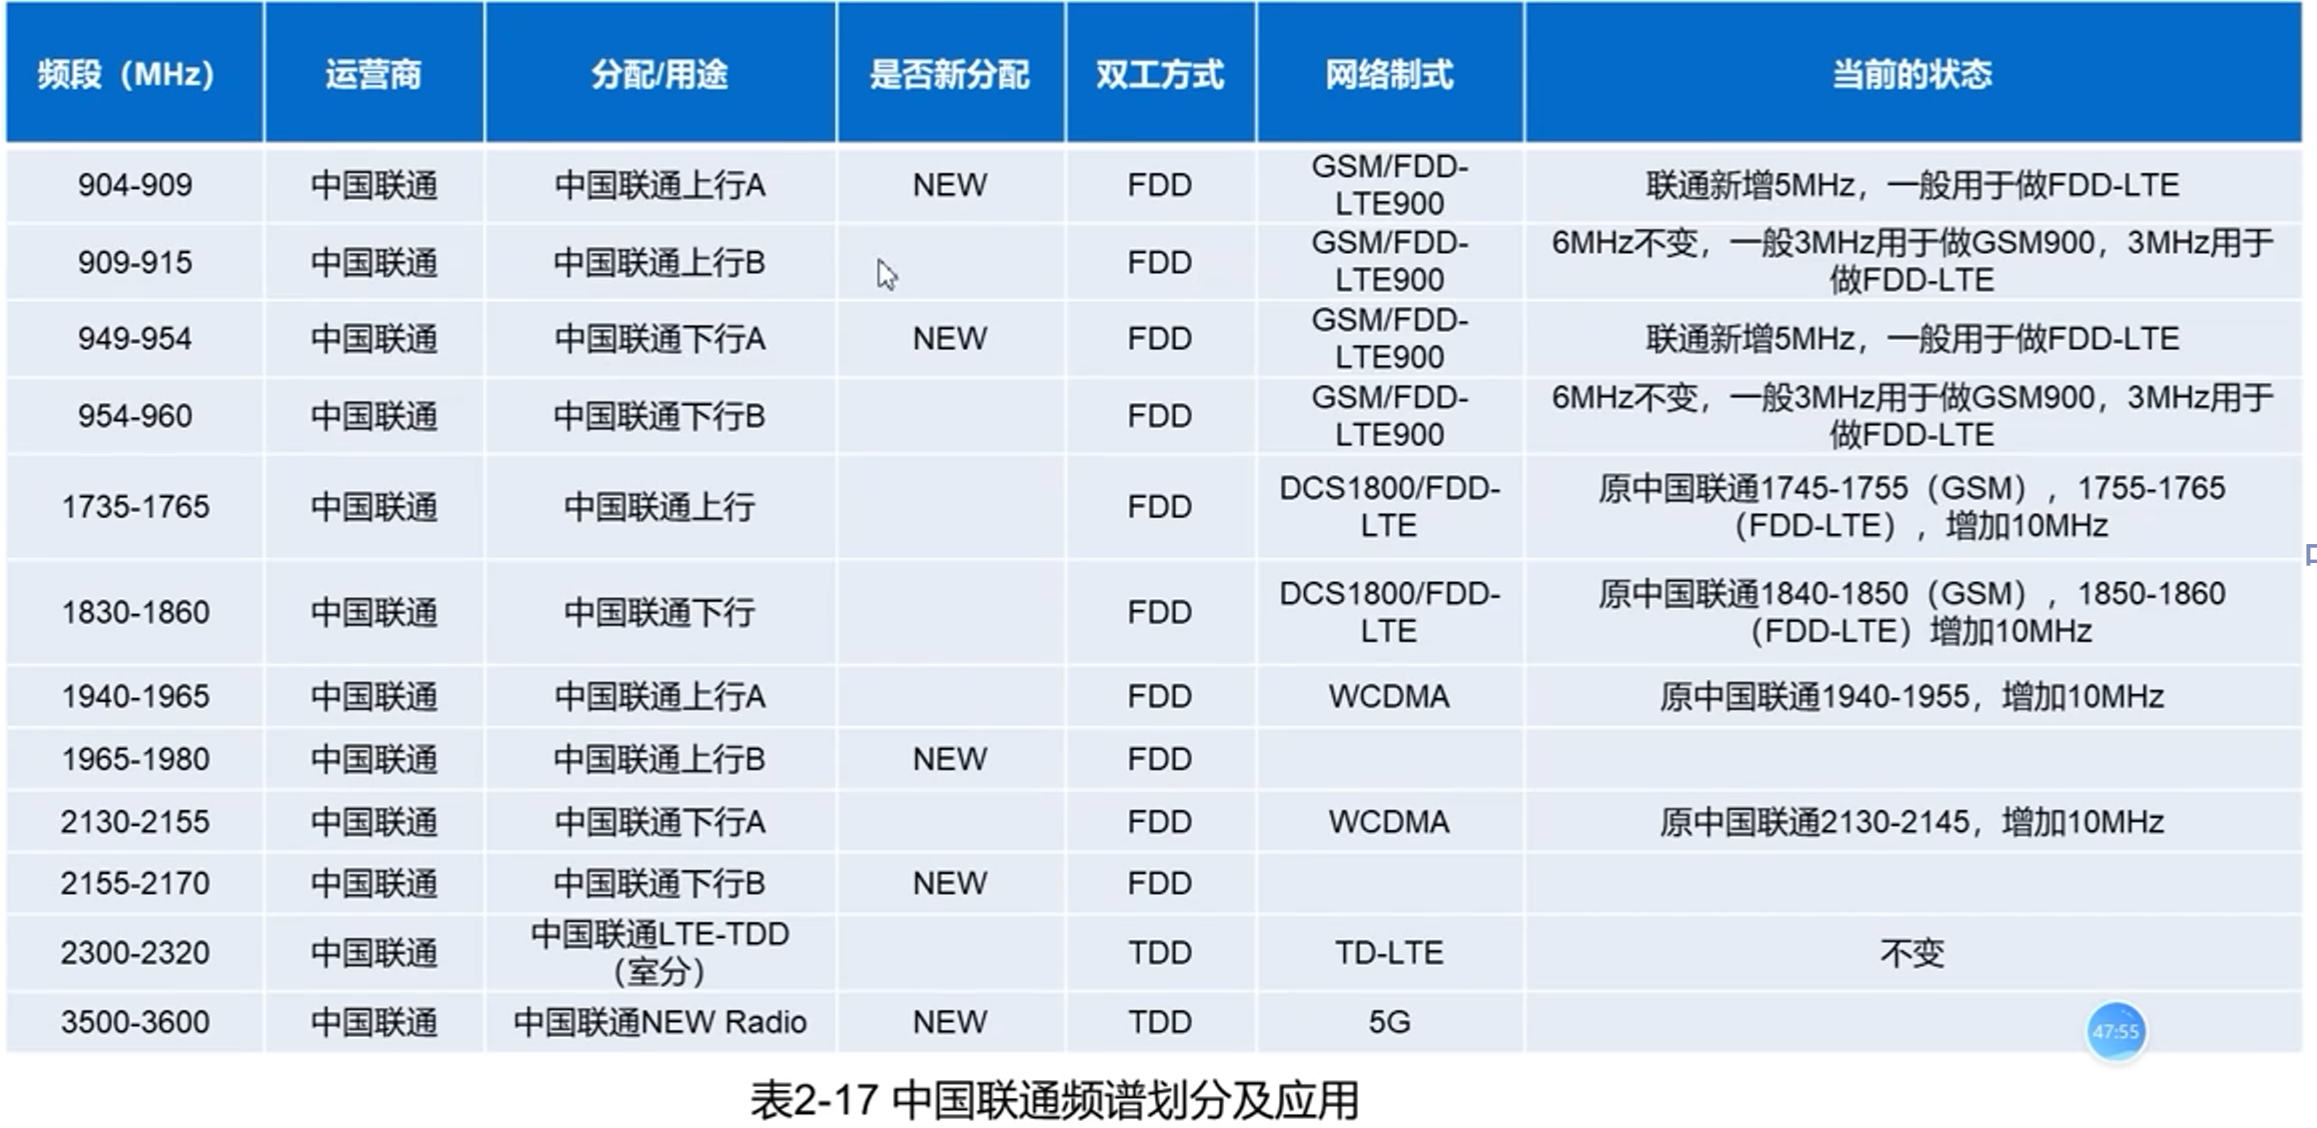 频段（MHz） 运营商 分配/用途 是否新分配 双工方式 网络制式 当前的状态
904-909 中国联通 中国联通上行A NEW FDD GSM/FDD-LTE900 联通新增5MHz，一般用于做FDD-LTE
909-915 中国联通 中国联通上行B FDD GSM/FDD-LTE900 6MHz不变，一般3MHz用于做GSM900，3MHz用于做FDD-LTE
949-954 中国联通 中国联通下行A NEW FDD GSM/FDD-LTE900 联通新增5MHz，一般用于做FDD-LTE
954-960 中国联通 中国联通下行B FDD GSM/FDD-LTE900 6MHz不变，一般3MHz用于做GSM900，3MHz用于做FDD-LTE
1735-1765 中国联通 中国联通上行 FDD DCS1800/FDD-LTE 原中国联通1745-1755（GSM），1755-1765（FDD-LTE），增加10MHz
1830-1860 中国联通 中国联通下行 FDD DCS1800/FDD-LTE 原中国联通1840-1850（GSM），1850-1860（FDD-LTE）增加10MHz
1940-1965 中国联通 中国联通上行A FDD WCDMA 原中国联通1940-1955，增加10MHz
1965-1980 中国联通 中国联通上行B NEW FDD
2130-2155 中国联通 中国联通下行A FDD WCDMA 原中国联通2130-2145，增加10MHz
2155-2170 中国联通 中国联通下行B NEW FDD
2300-2320 中国联通 中国联通LTE-TDD（室分） TDD TD-LTE 不变
3500-3600 中国联通 中国联通NEW Radio NEW TDD 5G
47:55
表2-17 中国联通频谱划分及应用